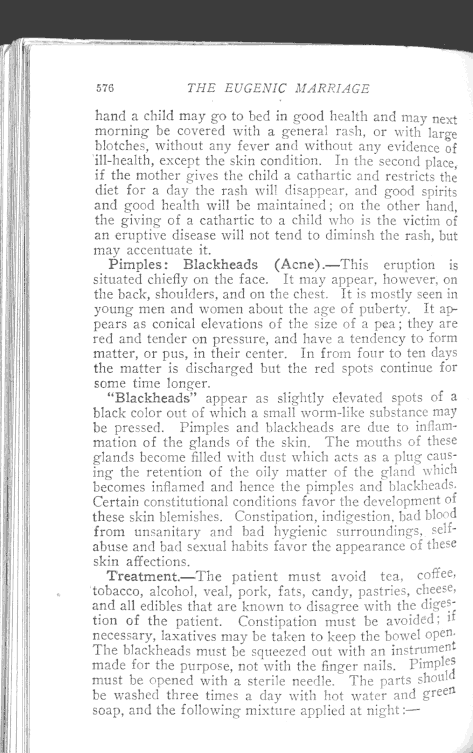 576 THE EUGENIC MARRIAGE
hand a child may go to bed in good health and may next
morning be covered with a general rash, or with large
blotches, without any fever and without any evidence of
ill-health, except the skin condition. In the second place,
if the mother gives the child a cathartic and restricts the
diet for a day the rash will disappear, and good spirits
and good health will be maintained; on the other hand,
the giving of a cathartic to a child who is the victim of
an eruptive disease will not tend to diminsh the rash, but
may accentuate it.
Pimples: Blackheads (Acne).—This eruption is
situated chiefly on the face. It may appear, however, on
the back, shoulders, and on the chest. It is mostly seen in
young men and women about the age of puberty. It ap-
pears as conical elevations of the size of a pea; they are
red and tender on pressure, and have a tendency to form
matter, or pus, in their center. In from four to ten days
the matter is discharged but the red spots continue for
some time longer.
"Blackheads" appear as slightly elevated spots of a
black color out of which a small worm-like substance may
be pressed. Pimples and blackheads are due to inflam-
mation of the glands of the skin. The mouths of these
glands become filled with dust which acts as a plug caus-
ing the retention of the oily matter of the gland which
becomes inflamed and hence the pimples and blackheads.
Certain constitutional conditions favor the development of
these skin blemishes. Constipation, indigestion, bad blood
from unsanitary and bad hygienic surroundings, self-
abuse and bad sexual habits favor the appearance of these
skin affections.
Treatment.—The patient must avoid tea, coffee,
tobacco, alcohol, veal, pork, fats, candy, pastries, cheese,
and all edibles that are known to disagree with the diges-
tion of the patient. Constipation must be avoided; if
necessary, laxatives may be taken to keep the bowel open.
The blackheads must be squeezed out with an instrument
made for the purpose, not with the finger nails. Pimples
must be opened with a sterile needle. The parts should
be washed three times a day with hot water and green
soap, and the following mixture applied at night:—